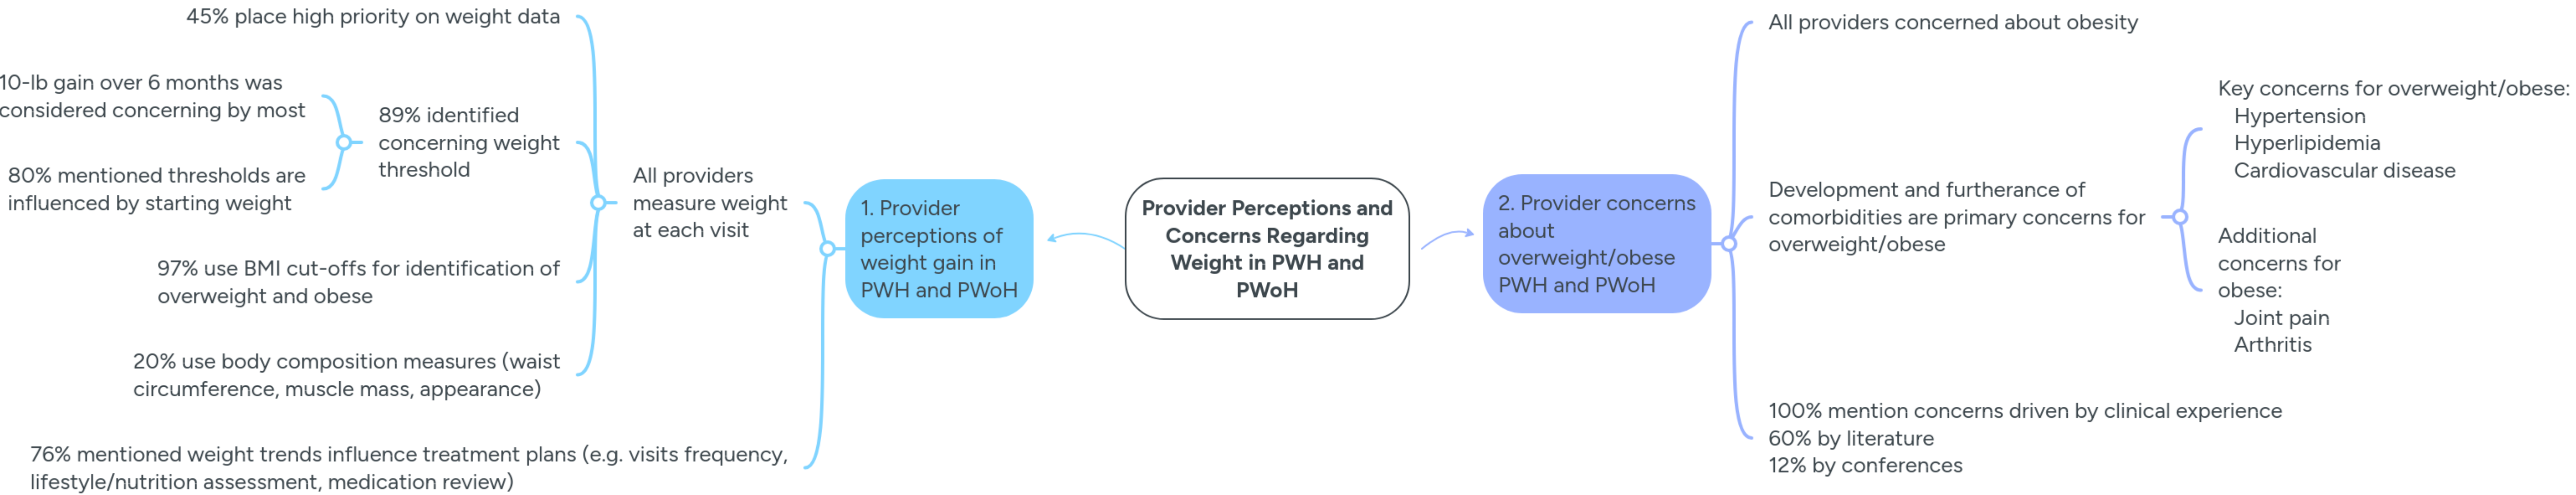 45% place high priority on weight data
10-lb gain over 6 months was
considered concerning by most
80% mentioned thresholds are
influenced by starting weight
89% identified
concerning weight
threshold
97% use BMI cut-offs for identification of
overweight and obese
20% use body composition measures (waist
circumference, muscle mass, appearance)
All providers
measure weight
at each visit
76% mentioned weight trends influence treatment plans (e.g. visits frequency,
lifestyle/nutrition assessment, medication review)
1. Provider
perceptions of
weight gain in
PWH and PWoH
Provider Perceptions and
Concerns Regarding
Weight in PWH and
PWoH
2. Provider concerns
about
overweight/obese
PWH and PWoH
All providers concerned about obesity
Development and furtherance of
comorbidities are primary concerns for
overweight/obese
Key concerns for overweight/obese:
Hypertension
Hyperlipidemia
Cardiovascular disease
Additional
concerns for
obese:
Joint pain
Arthritis
100% mention concerns driven by clinical experience
60% by literature
12% by conferences